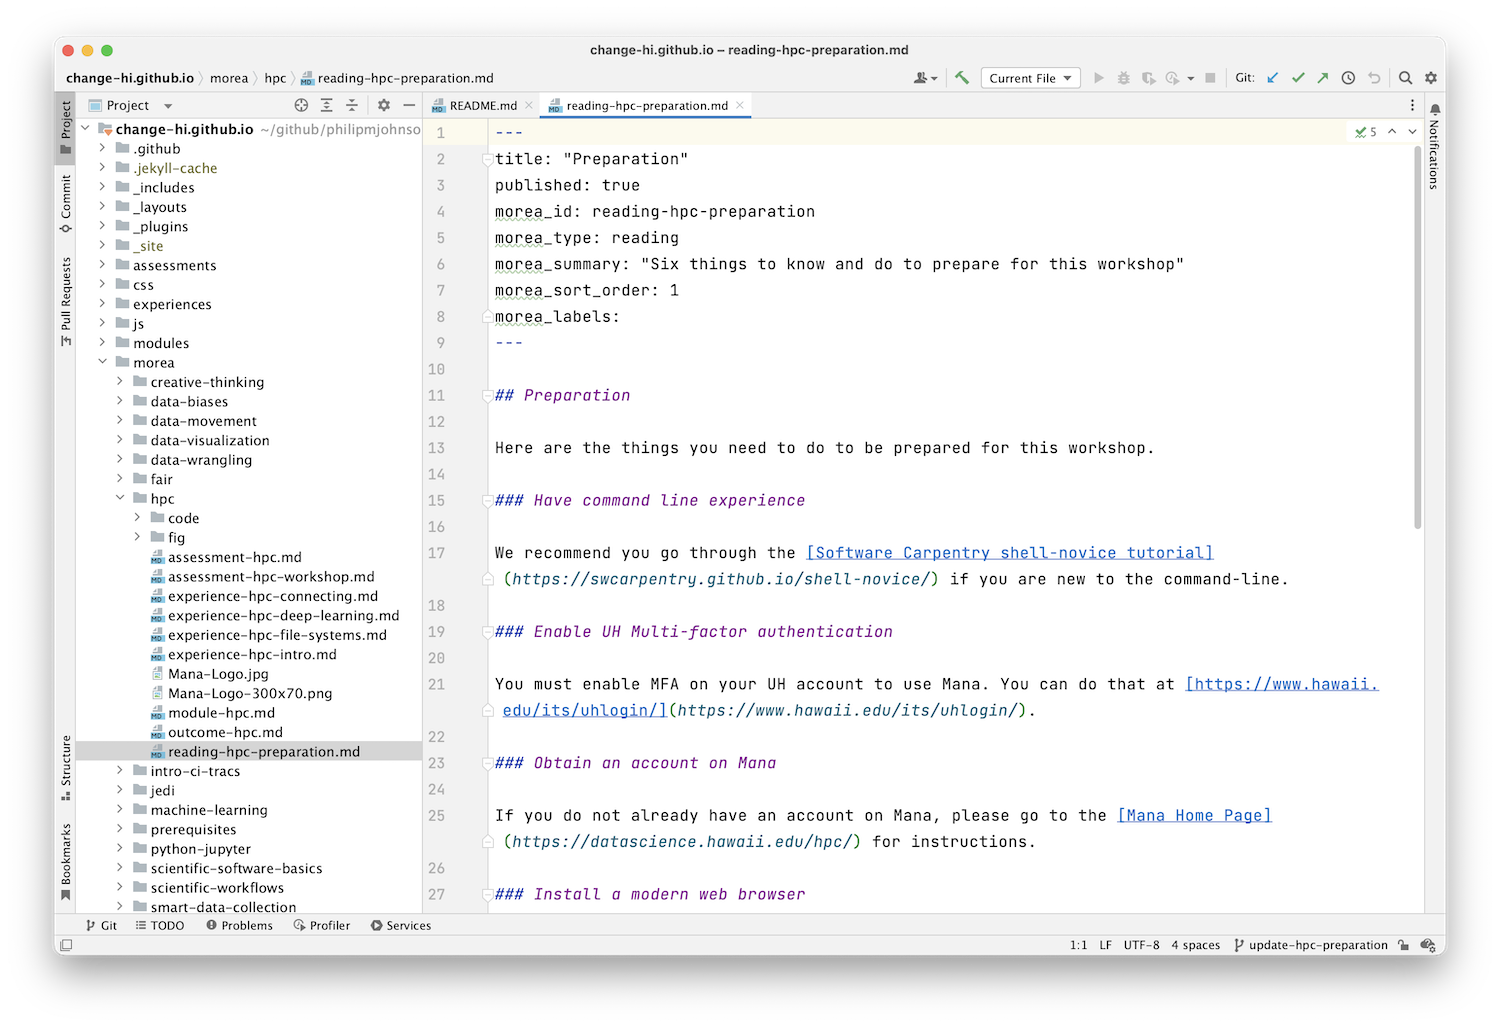 change-hi.github.io – reading-hpc-preparation.md
change-hi.github.io morea hpc reading-hpc-preparation.md
Current File
Git:
Project
README.md
reading-hpc-preparation.md
Project
Commit
Pull Requests
Structure
Bookmarks
Notifications
change-hi.github.io ~/github/philipmjohnso
.github
.jekyll-cache
_includes
_layouts
_plugins
_site
assessments
css
experiences
js
modules
morea
creative-thinking
data-biases
data-movement
data-visualization
data-wrangling
fair
hpc
code
fig
assessment-hpc.md
assessment-hpc-workshop.md
experience-hpc-connecting.md
experience-hpc-deep-learning.md
experience-hpc-file-systems.md
experience-hpc-intro.md
Mana-Logo.jpg
Mana-Logo-300x70.png
module-hpc.md
outcome-hpc.md
reading-hpc-preparation.md
intro-ci-tracs
jedi
machine-learning
prerequisites
python-jupyter
scientific-software-basics
scientific-workflows
smart-data-collection
5
1 ---
2 title: "Preparation"
3 published: true
4 morea_id: reading-hpc-preparation
5 morea_type: reading
6 morea_summary: "Six things to know and do to prepare for this workshop"
7 morea_sort_order: 1
8 morea_labels:
9 ---
10
11 ## Preparation
12
13 Here are the things you need to do to be prepared for this workshop.
14
15 ### Have command line experience
16
17 We recommend you go through the [Software Carpentry shell-novice tutorial]
(https://swcarpentry.github.io/shell-novice/) if you are new to the command-line.
18
19 ### Enable UH Multi-factor authentication
20
21 You must enable MFA on your UH account to use Mana. You can do that at [https://www.hawaii.
edu/its/uhlogin/](https://www.hawaii.edu/its/uhlogin/).
22
23 ### Obtain an account on Mana
24
25 If you do not already have an account on Mana, please go to the [Mana Home Page]
(https://datascience.hawaii.edu/hpc/) for instructions.
26
27 ### Install a modern web browser
Git TODO Problems Profiler Services
1:1 LF UTF-8 4 spaces update-hpc-preparation